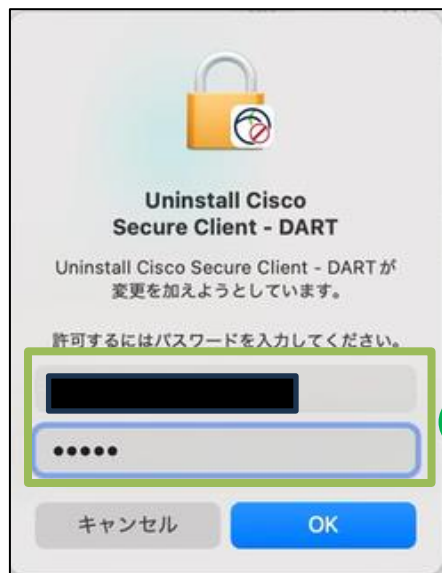 Uninstall Cisco
Secure Client - DART
Uninstall Cisco Secure Client - DARTが
変更を加えようとしています。
許可するにはパスワードを入力してください。
•••••
キャンセル
OK